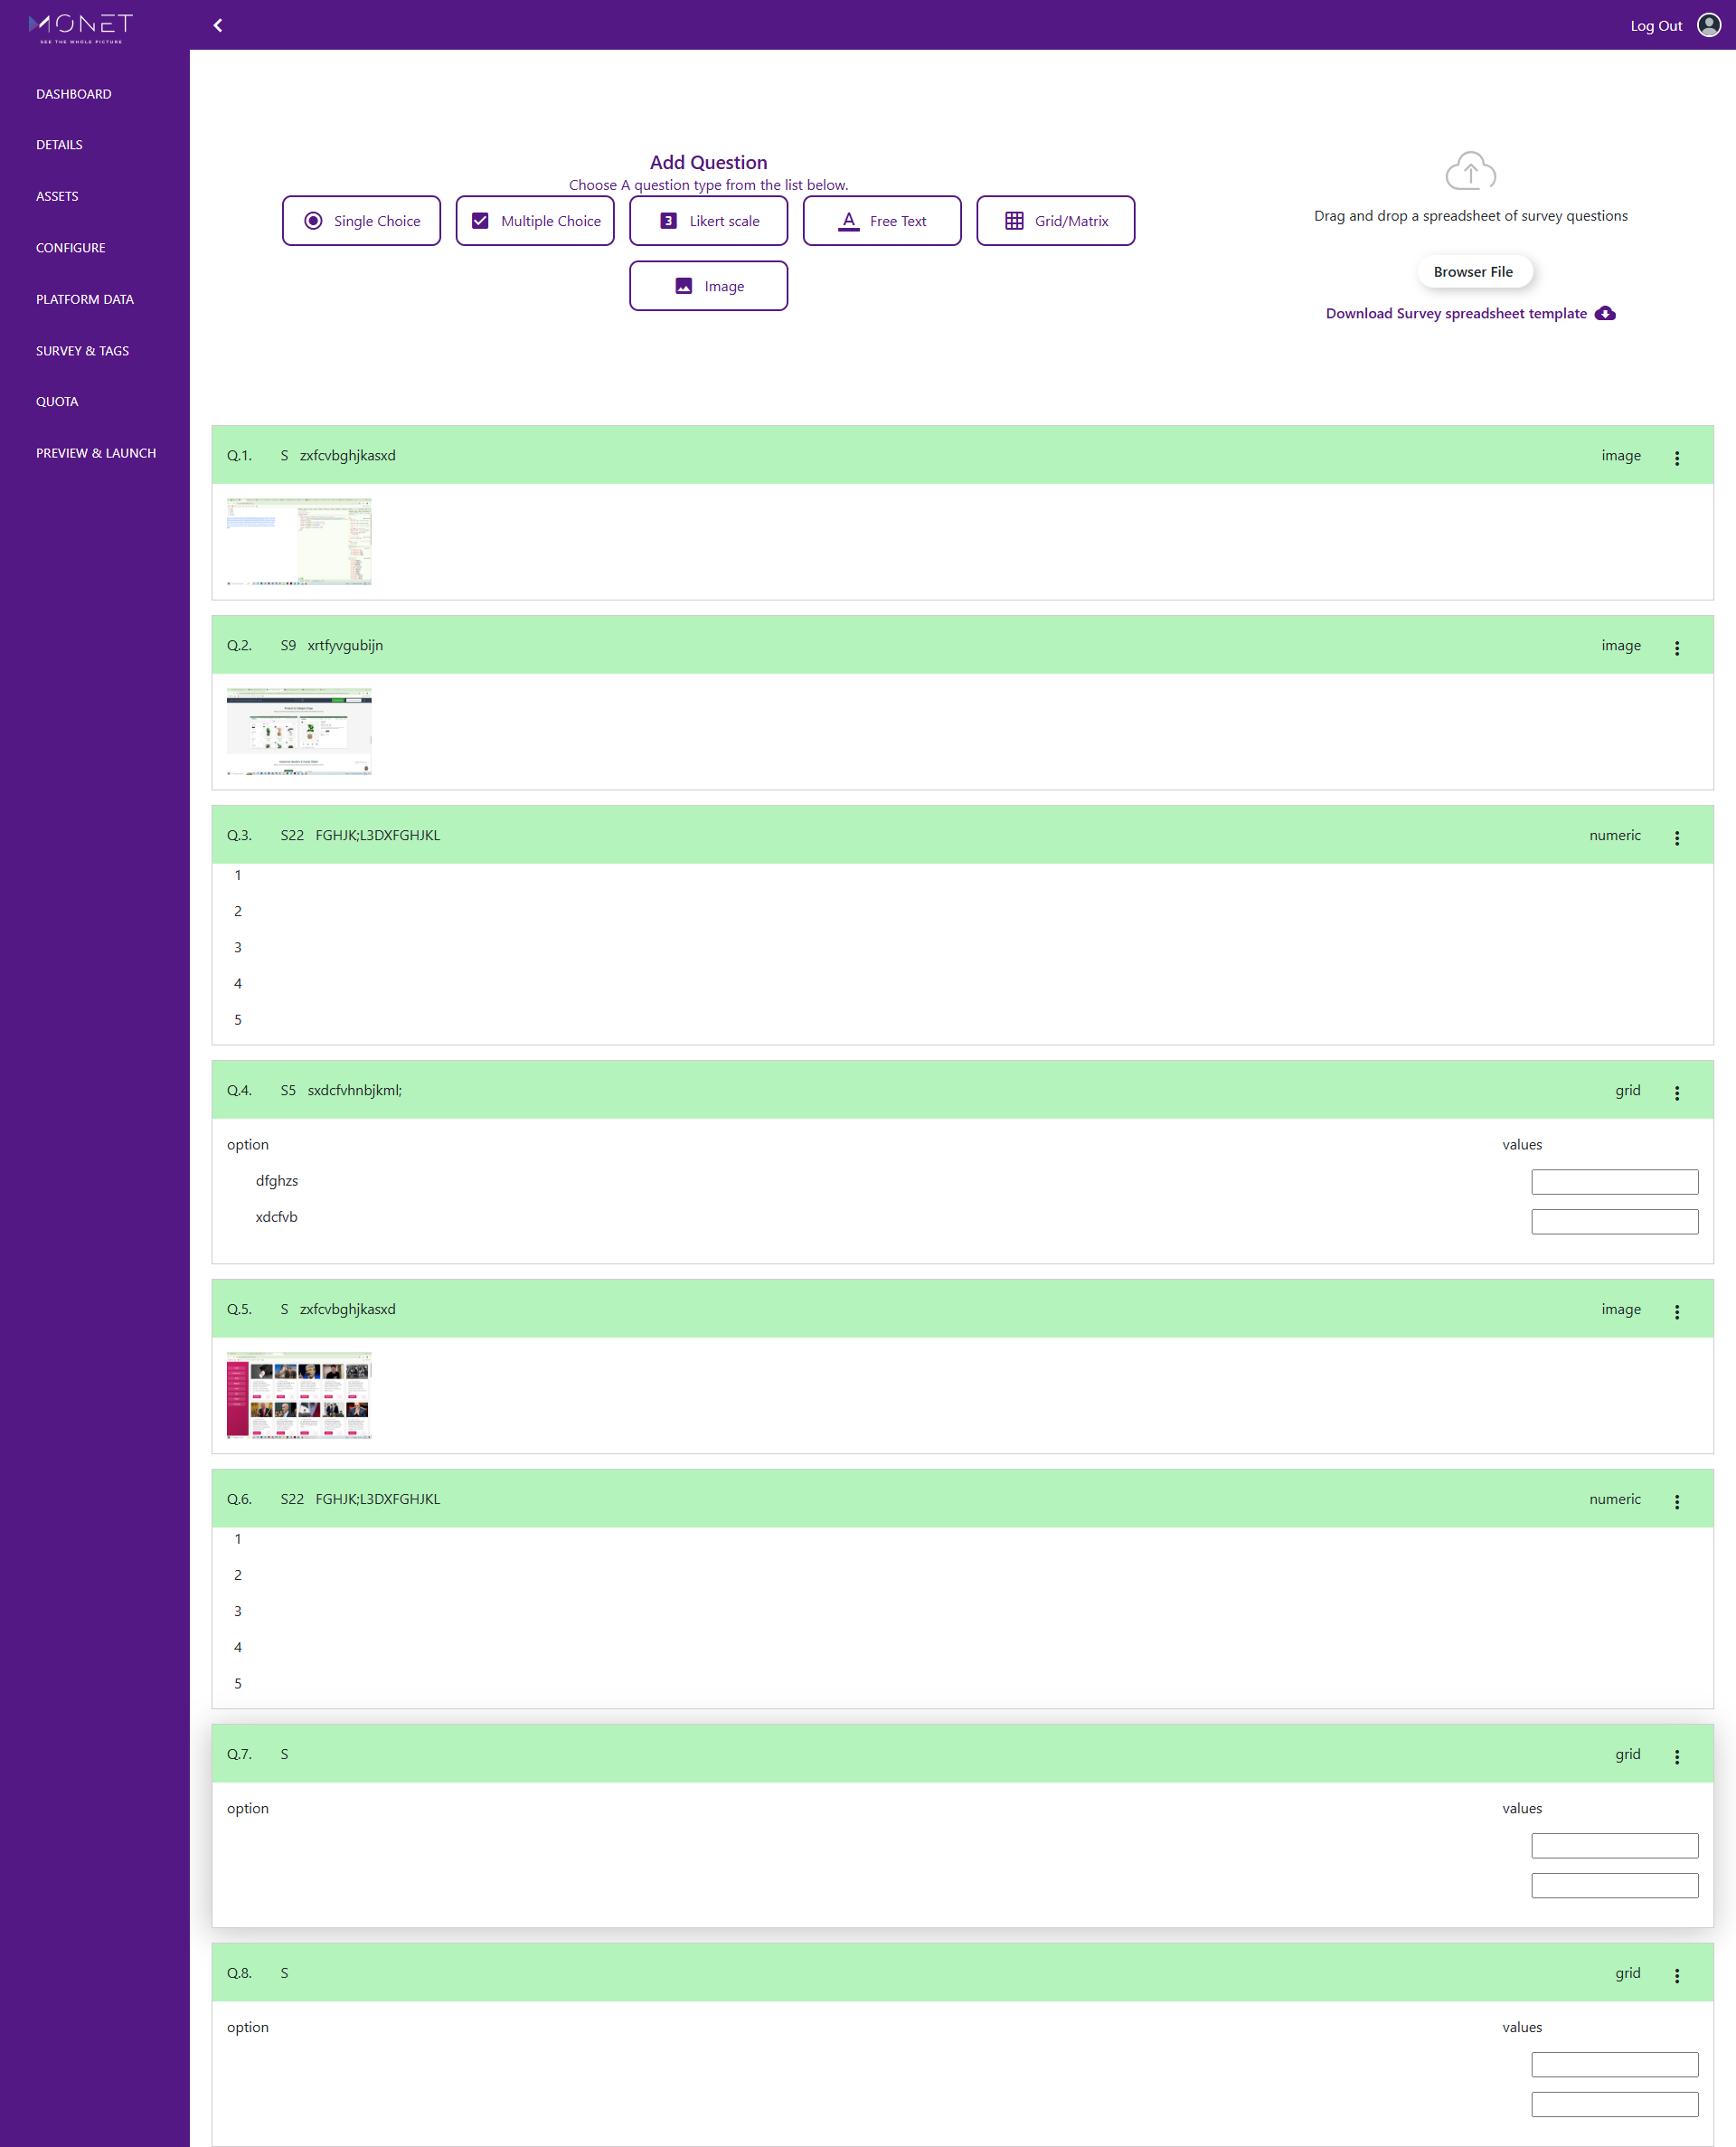 MONET
SEE THE WHOLE PICTURE
Log Out
DASHBOARD
DETAILS
ASSETS
CONFIGURE
PLATFORM DATA
SURVEY & TAGS
QUOTA
PREVIEW & LAUNCH
Add Question
Choose A question type from the list below.
Single Choice
Multiple Choice
3 Likert scale
A Free Text
Grid/Matrix
Image
Drag and drop a spreadsheet of survey questions
Browser File
Download Survey spreadsheet template
Q.1. S zxfcvbghjkasxd image
Q.2. S9 xrtfyvgubijn image
Q.3. S22 FGHJK;L3DXFGHJKL numeric
1
2
3
4
5
Q.4. S5 sxdcfvhnbjkml; grid
option values
dfghzs
xdcfvb
Q.5. S zxfcvbghjkasxd image
Q.6. S22 FGHJK;L3DXFGHJKL numeric
1
2
3
4
5
Q.7. S grid
option values
Q.8. S grid
option values